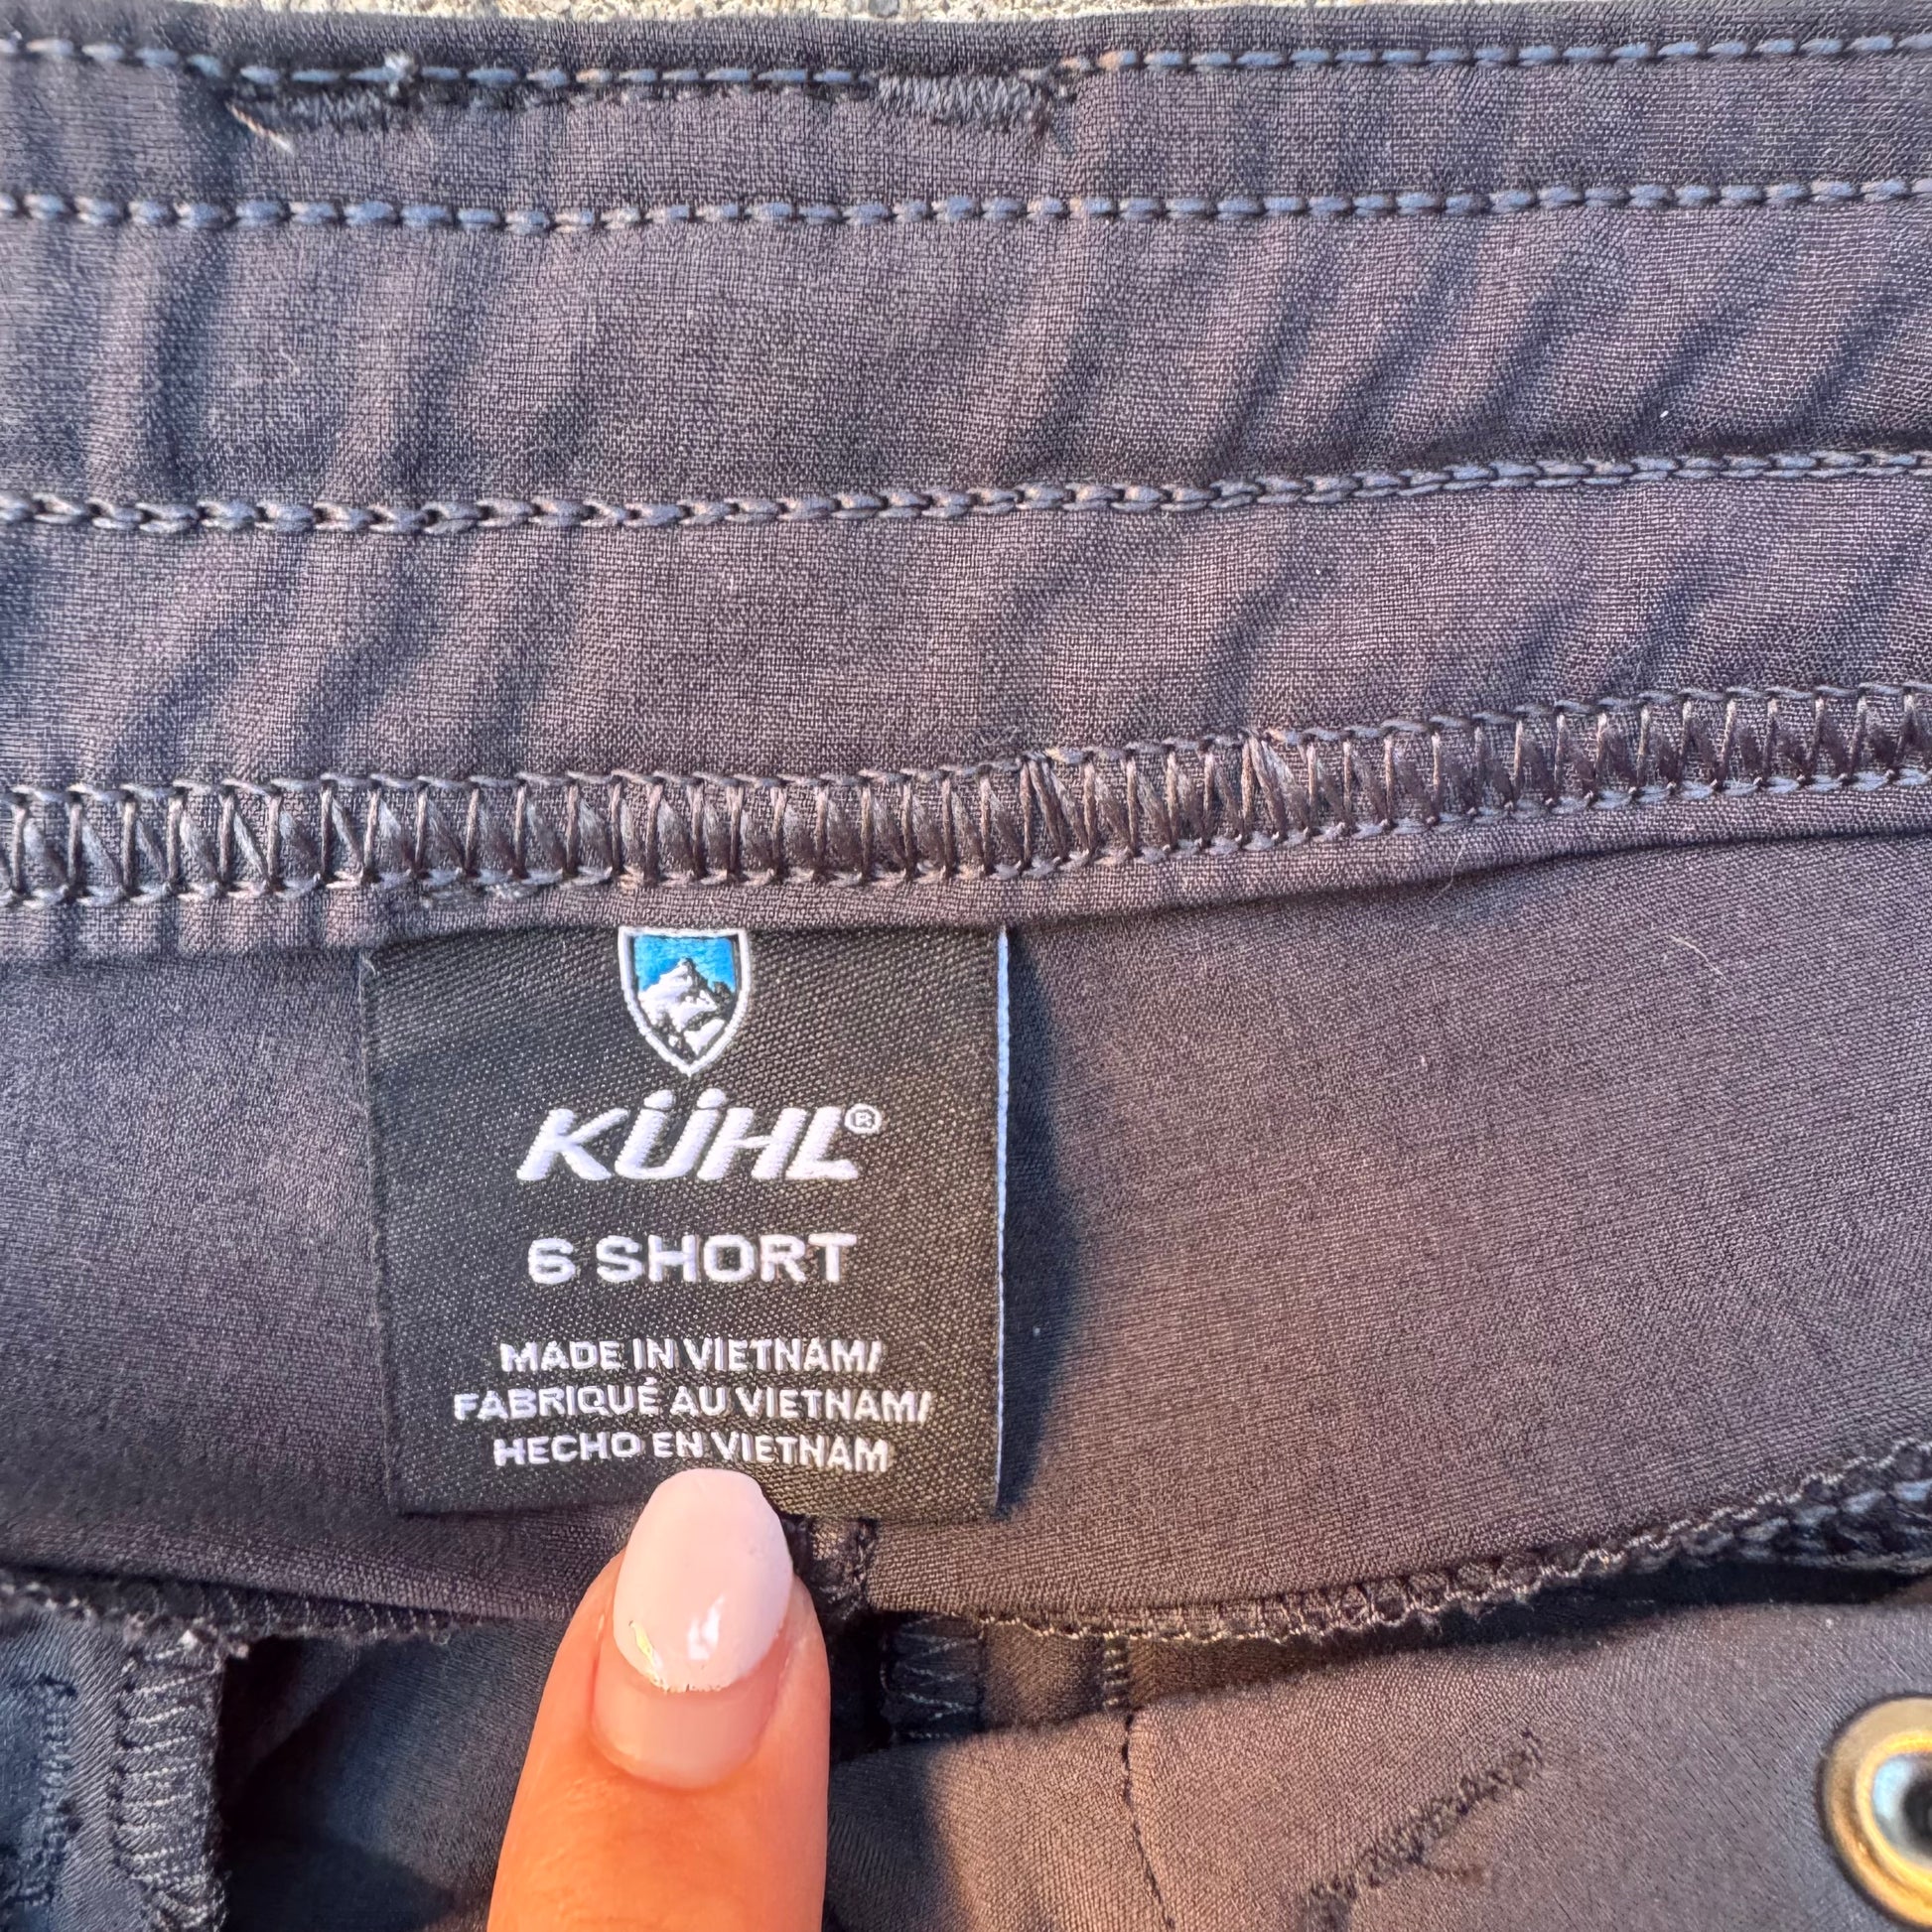 KÜHL®
6 SHORT
MADE IN VIETNAM/
FABRIQUÉ AU VIETNAM/
HECHO EN VIETNAM